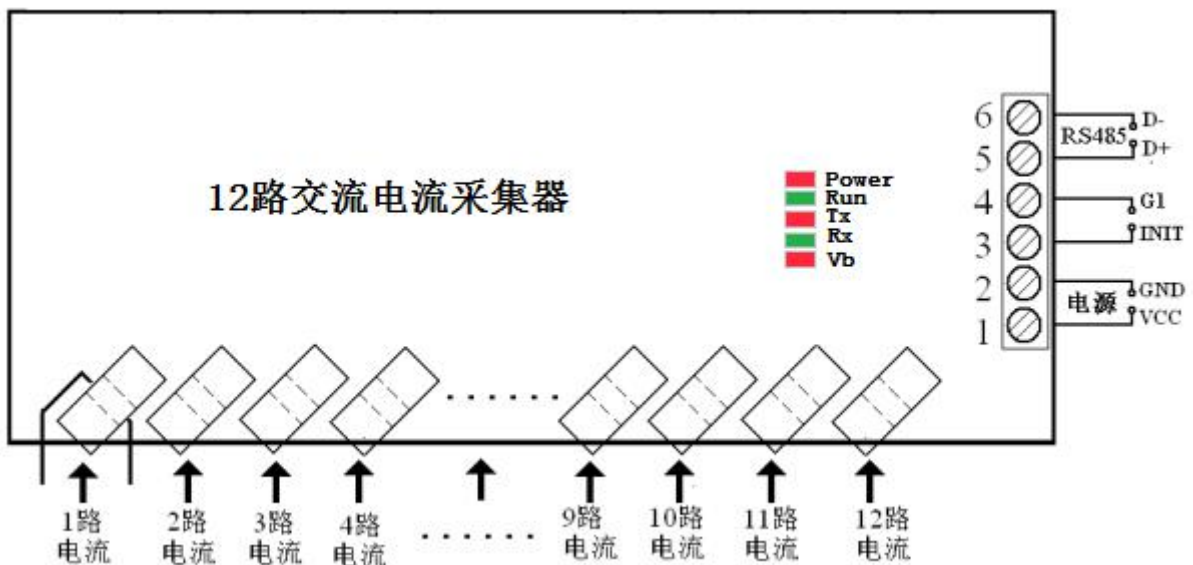 12路交流电流采集器
Power
Run
Tx
Rx
Vb
6
5
4
3
2
1
RS485
D-
D+
G1
INIT
电源
GND
VCC
1路
电流
2路
电流
3路
电流
4路
电流
......
......
9路
电流
10路
电流
11路
电流
12路
电流